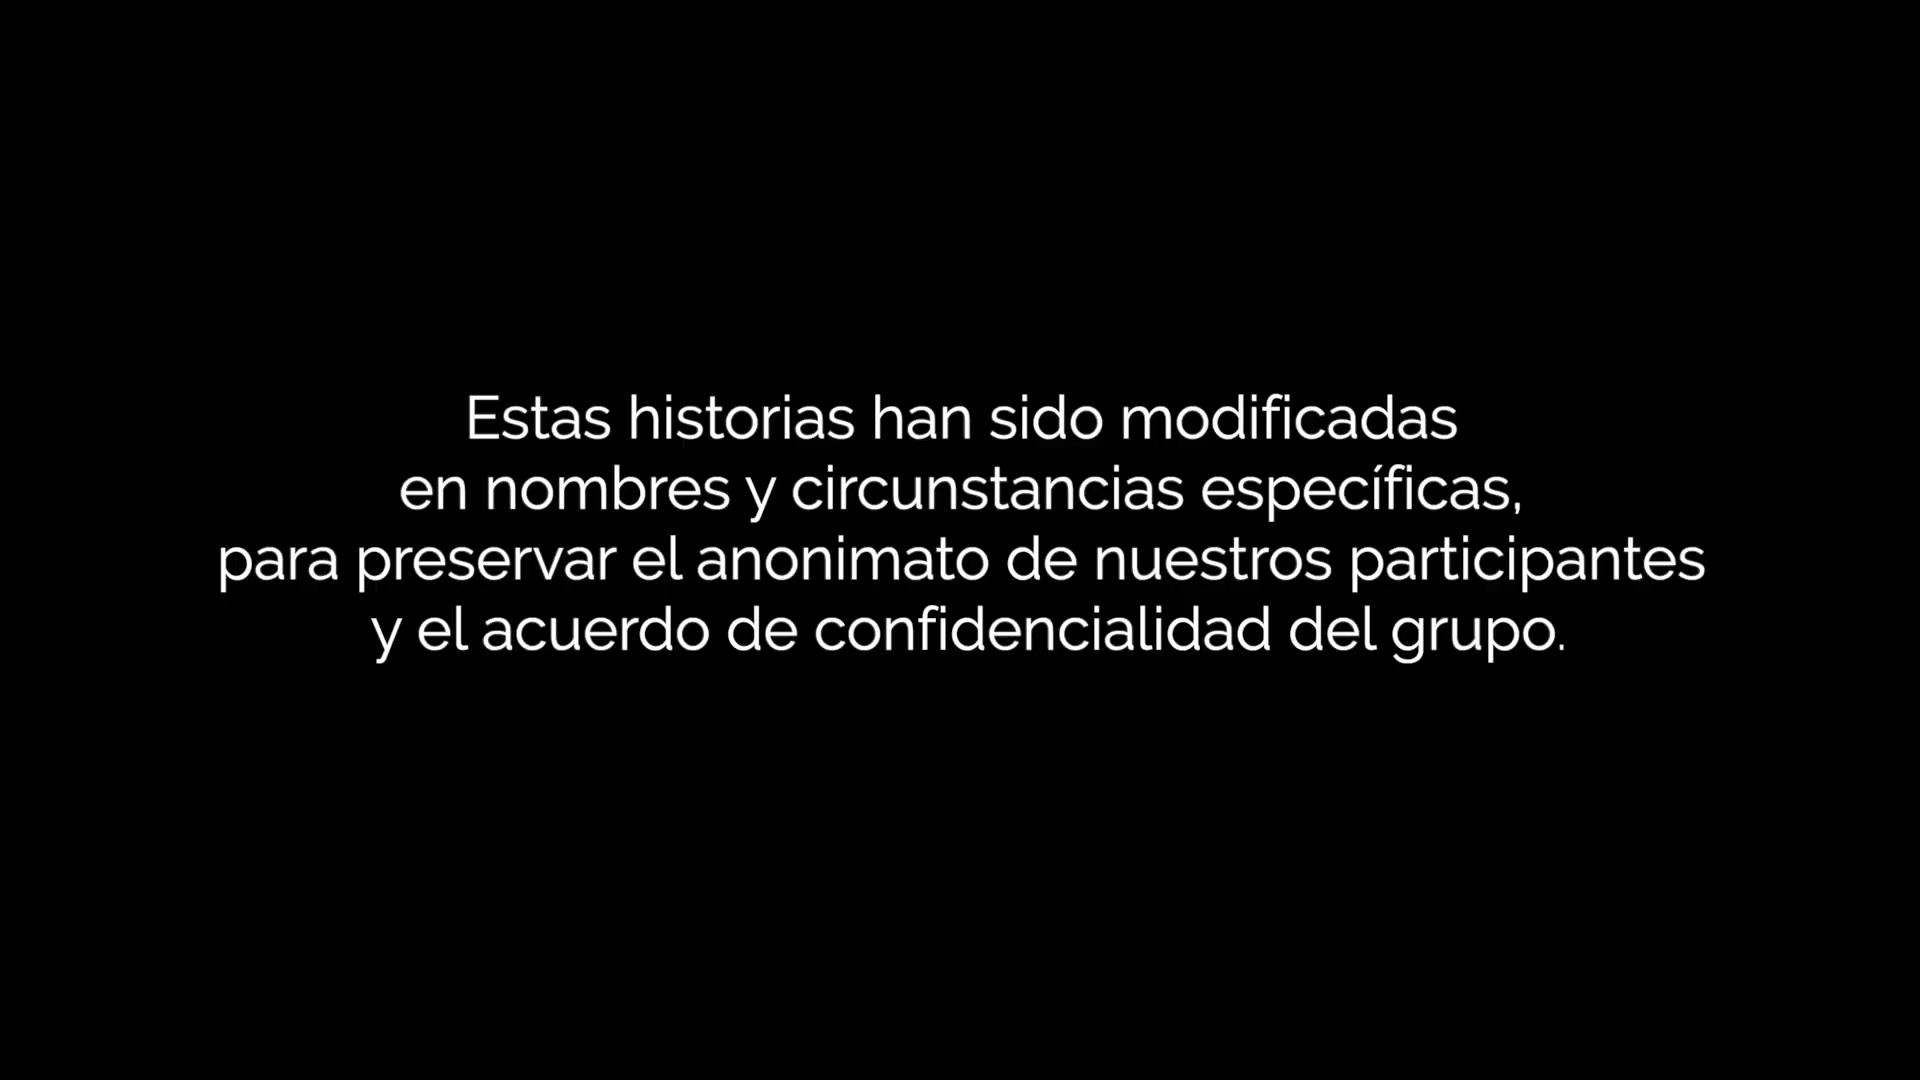 Estas historias han sido modificadas
en nombres y circunstancias específicas,
para preservar el anonimato de nuestros participantes
y el acuerdo de confidencialidad del grupo.